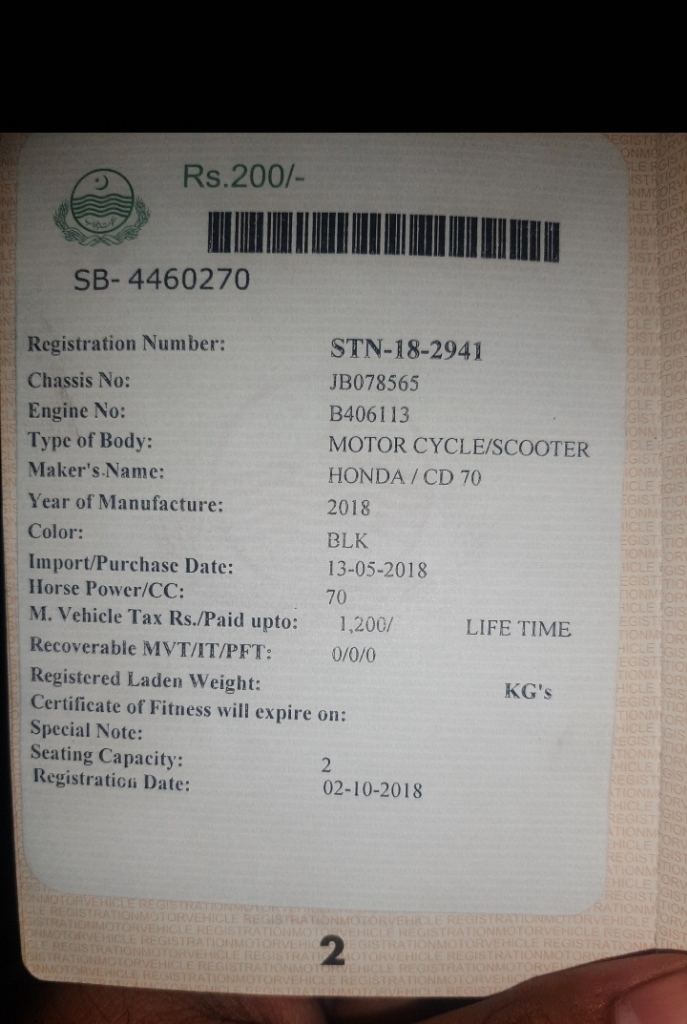 Rs.200/-
SB- 4460270
Registration Number: STN-18-2941
Chassis No: JB078565
Engine No: B406113
Type of Body: MOTOR CYCLE/SCOOTER
Maker's Name: HONDA / CD 70
Year of Manufacture: 2018
Color: BLK
Import/Purchase Date: 13-05-2018
Horse Power/CC: 70
M. Vehicle Tax Rs./Paid upto: 1,200/ LIFE TIME
Recoverable MVT/IT/PFT: 0/0/0
Registered Laden Weight: KG's
Certificate of Fitness will expire on:
Special Note:
Seating Capacity: 2
Registration Date: 02-10-2018
2